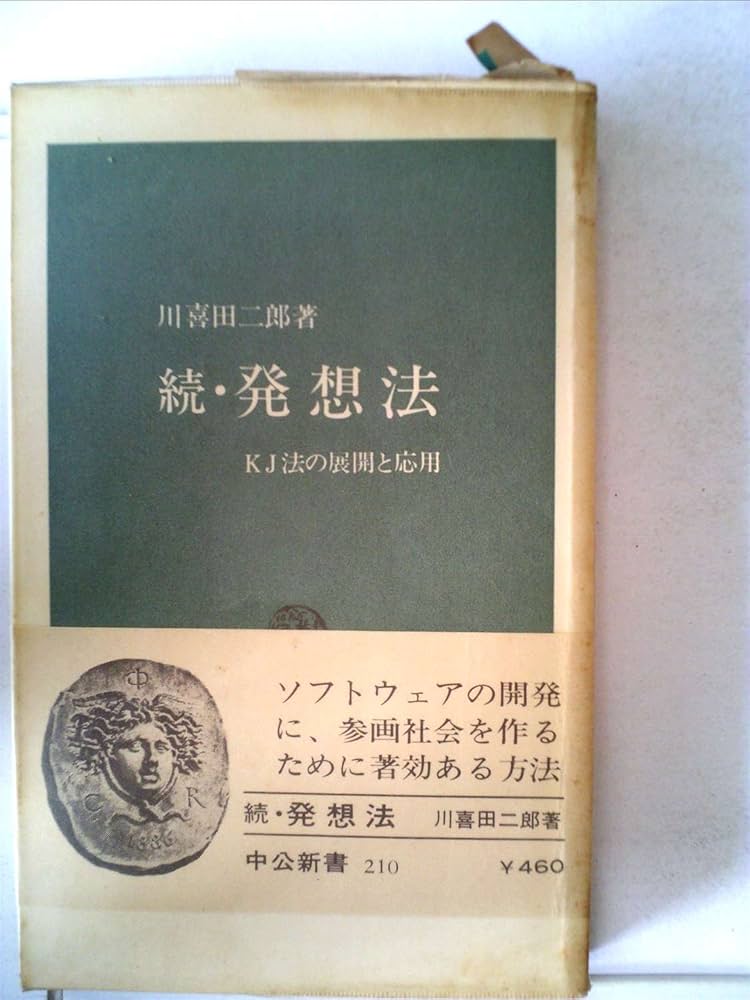 川喜田二郎著
続・発想法
KJ法の展開と応用
ソフトウェアの開発
に、参画社会を作る
ために著効ある方法
続・発想法 川喜田二郎著
中公新書 210 ¥460
Φ
C R
1886